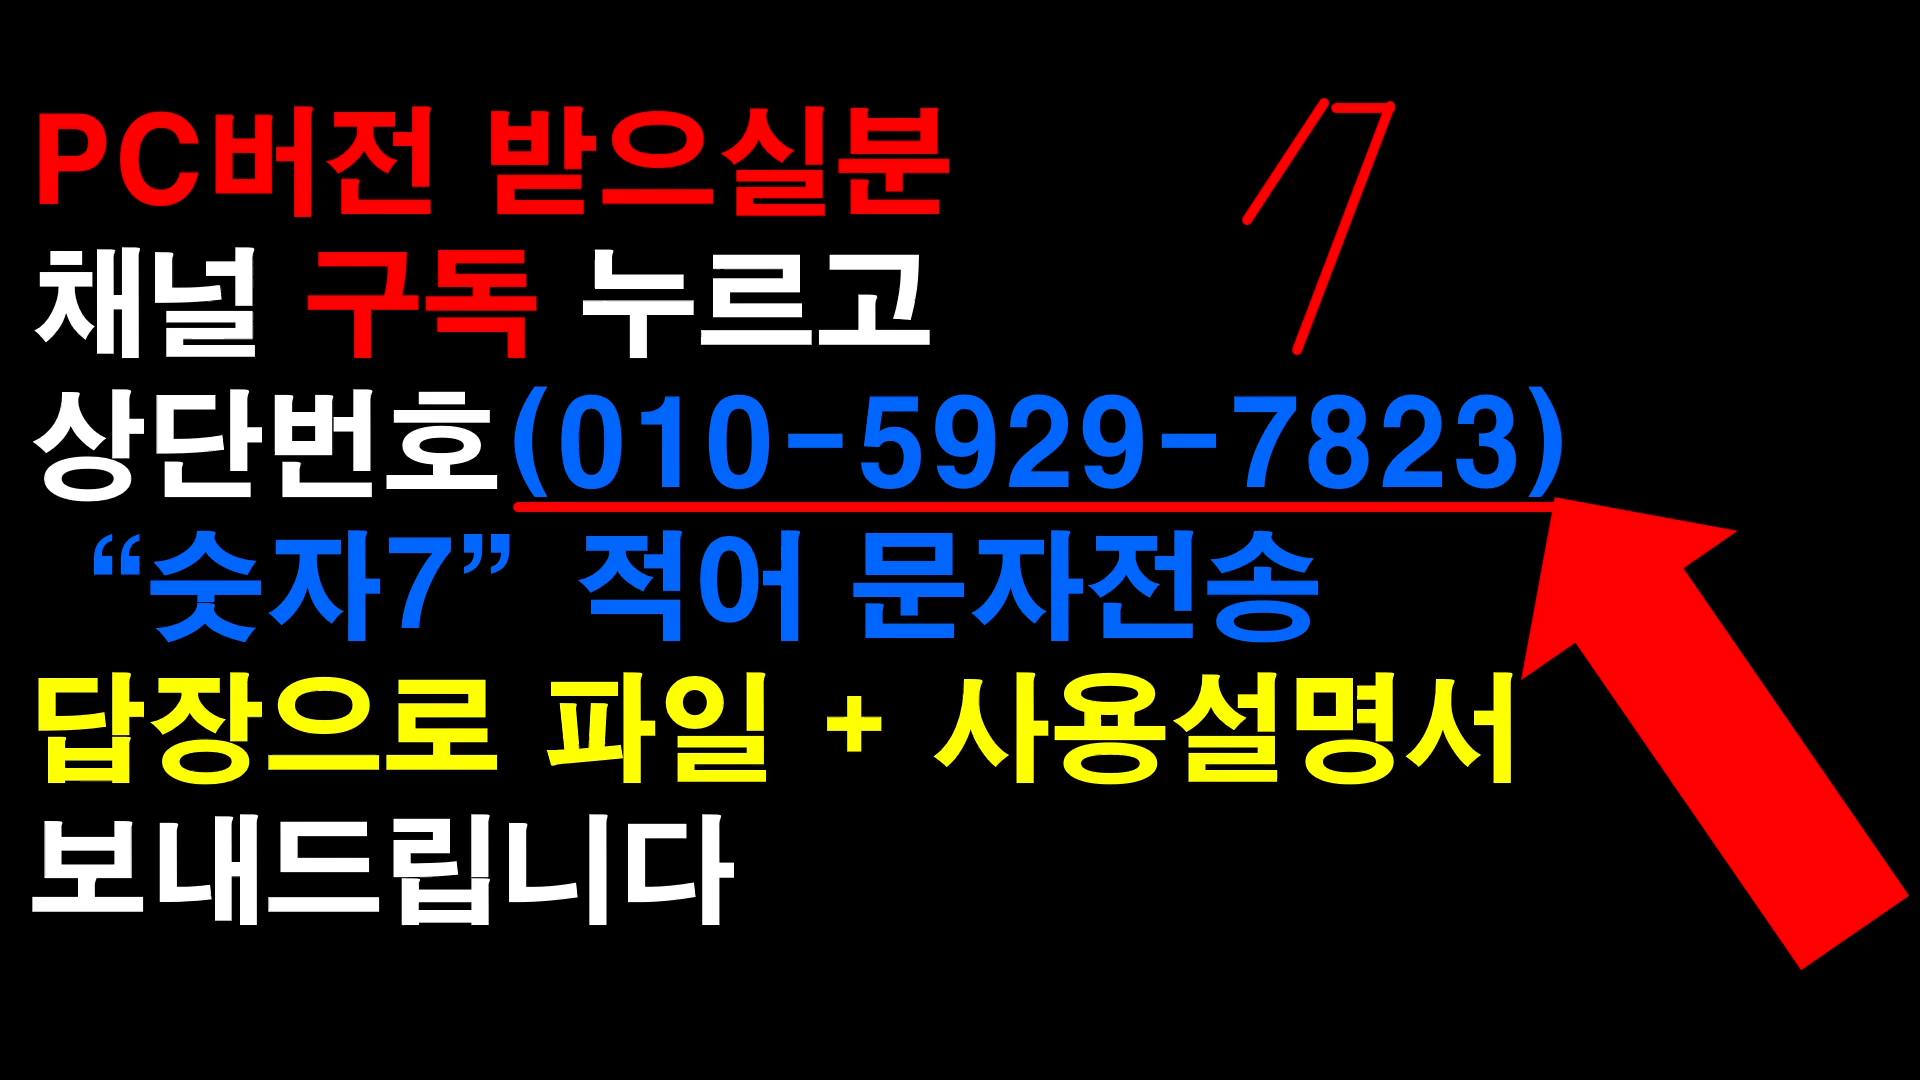 7
PC버전 받으실분
채널 구독 누르고
상단번호(010-5929-7823)
“숫자7” 적어 문자전송
답장으로 파일 + 사용설명서
보내드립니다